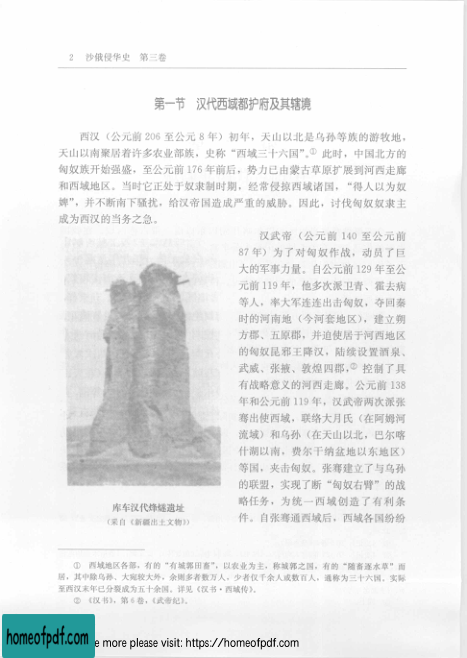 2 沙俄侵华史 第三卷
第一节 汉代西域都护府及其辖境
西汉（公元前 206 至公元 8 年）初年，天山以北是乌孙等族的游牧地，
天山以南聚居着许多农业部族，史称“西域三十六国”。① 此时，中国北方的
匈奴族开始强盛，至公元前 176 年前后，势力已由蒙古草原扩展到河西走廊
和西域地区。当时它正处于奴隶制时期，经常侵掠西域诸国，“得人以为奴
婢”，并不断南下骚扰，给汉帝国造成严重的威胁。因此，讨伐匈奴奴隶主
成为西汉的当务之急。
汉武帝（公元前 140 至公元前
87 年）为了对匈奴作战，动员了巨
大的军事力量。自公元前 129 年至公
元前 119 年，他多次派卫青、霍去病
等人，率大军连连出击匈奴，夺回秦
时的河南地（今河套地区），建立朔
方郡、五原郡，并迫使居于河西地区
的匈奴昆邪王降汉，陆续设置酒泉、
武威、张掖、敦煌四郡，② 控制了具
有战略意义的河西走廊。公元前 138
年和公元前 119 年，汉武帝两次派张
骞出使西域，联络大月氏（在阿姆河
流域）和乌孙（在天山以北，巴尔喀
什湖以南，费尔干纳盆地以东地区）
等国，夹击匈奴。张骞建立了与乌孙
的联盟，实现了断“匈奴右臂”的战
略任务，为统一西域创造了有利条
件。自张骞通西域后，西域各国纷纷
库车汉代烽燧遗址
（采自《新疆出土文物》）
① 西域地区各部，有的“有城郭田畜”，以农业为主，称城郭之国，有的“随畜逐水草”而
居，其中除乌孙、大宛较大外，余则多者数万人，少者仅千余人或数百人，通称为三十六国。实际
至西汉末年已分裂成为五十余国。详见《汉书·西域传》。
② 《汉书》，第 6 卷，《武帝纪》。
homeofpdf.com
e more please visit: https://homeofpdf.com